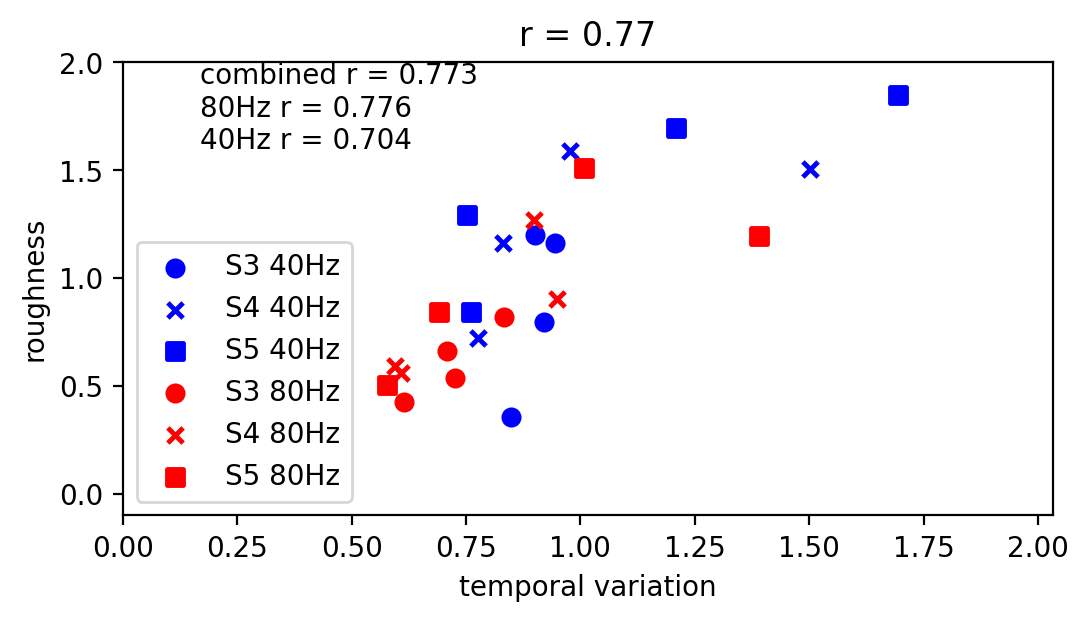 r = 0.77
combined r = 0.773
80Hz r = 0.776
40Hz r = 0.704
2.0
1.5
1.0
0.5
0.0
roughness
S3 40Hz
S4 40Hz
S5 40Hz
S3 80Hz
S4 80Hz
S5 80Hz
0.00 0.25 0.50 0.75 1.00 1.25 1.50 1.75 2.00
temporal variation